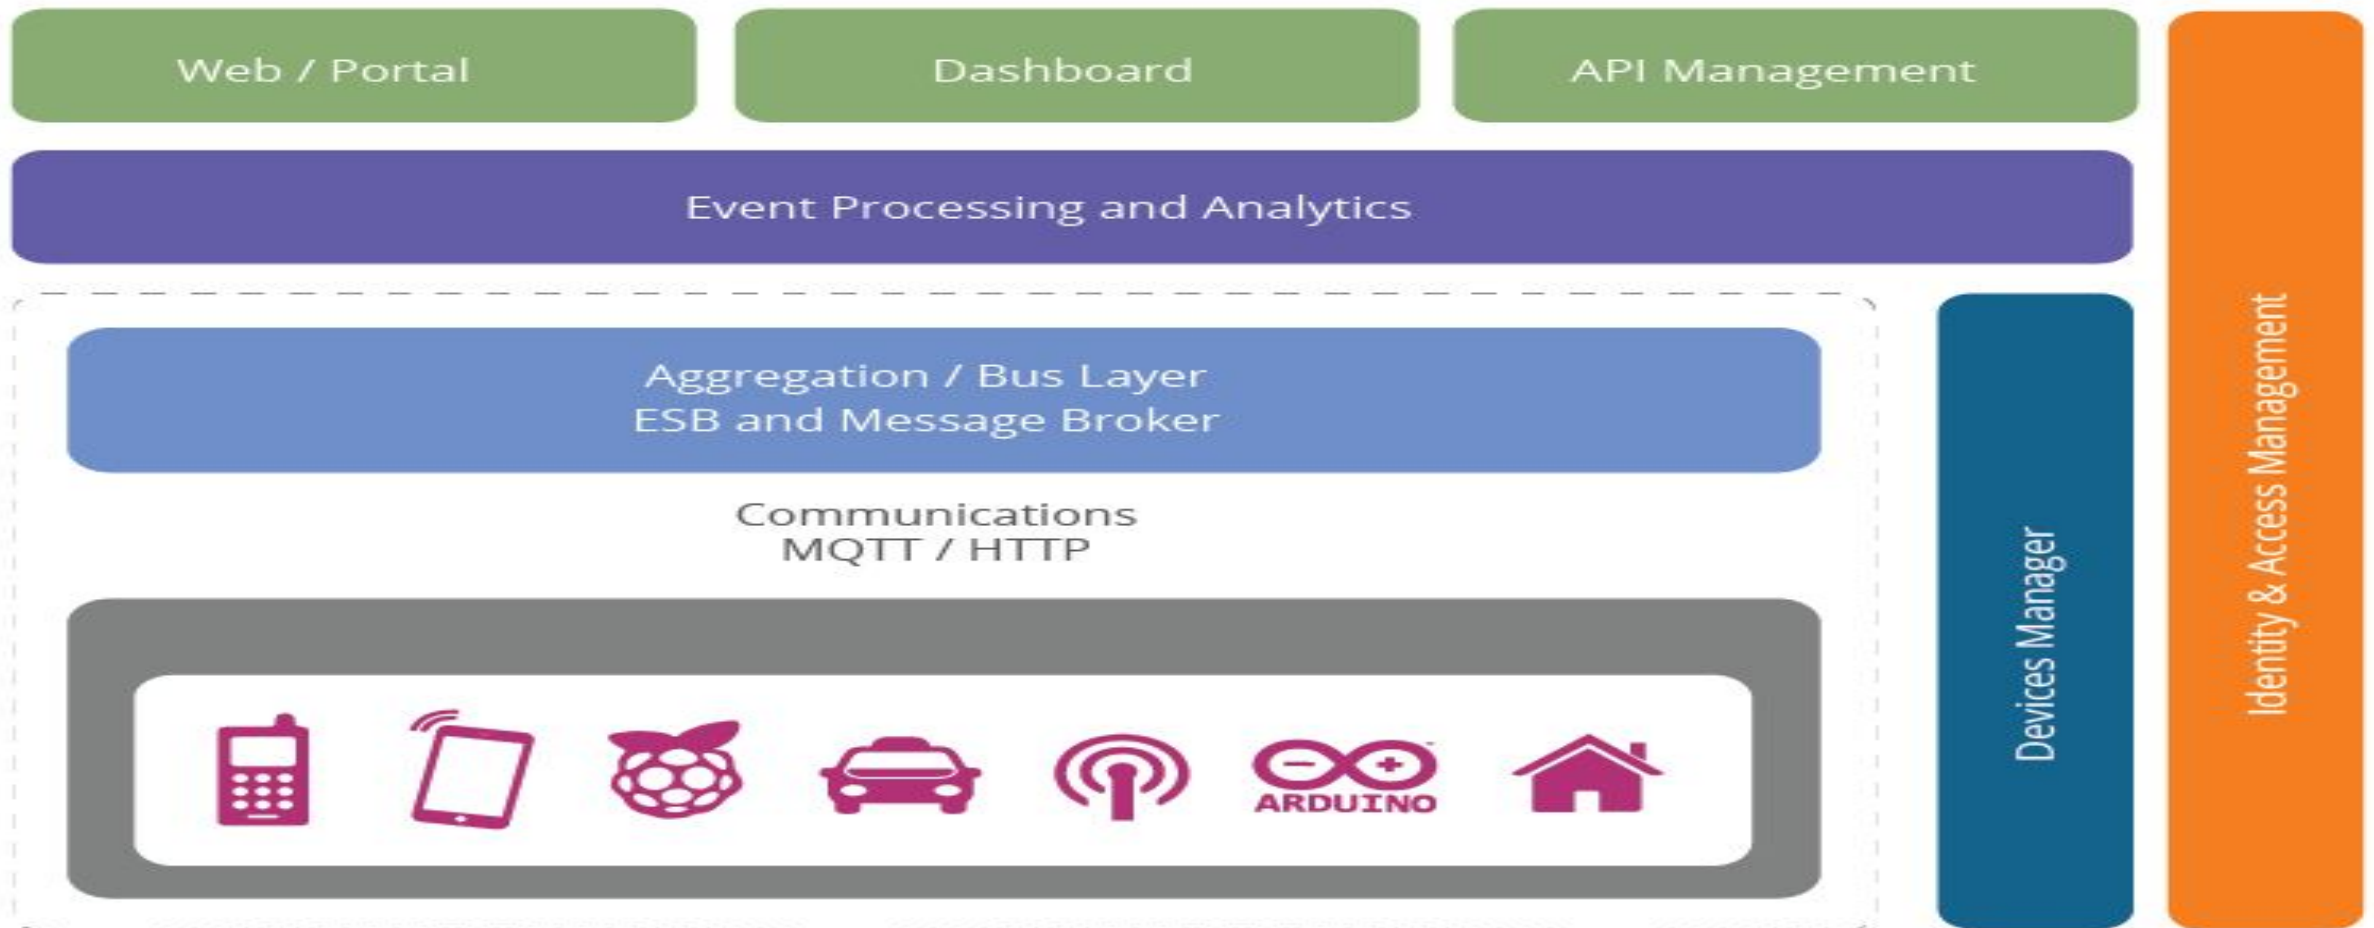 Web / Portal
Dashboard
API Management
Event Processing and Analytics
Aggregation / Bus Layer
ESB and Message Broker
Communications
MQTT / HTTP
ARDUINO
Devices Manager
Identity & Access Management